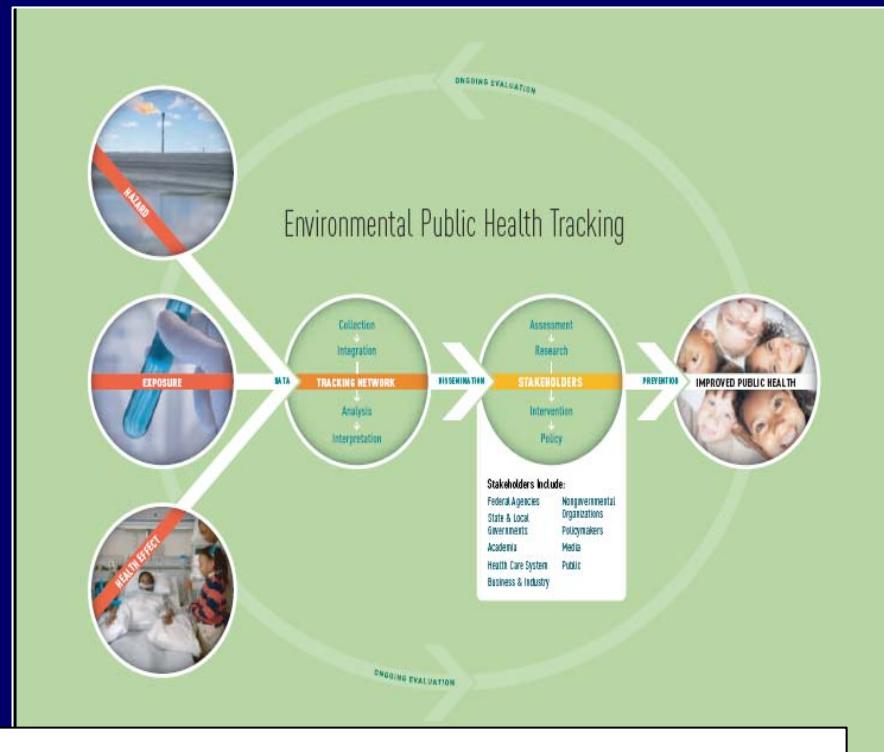 ONGOING EVALUATION
Environmental Public Health Tracking
HAZARD
EXPOSURE
HEALTH EFFECT
DATA
Collection
Integration
TRACKING NETWORK
Analysis
Interpretation
DISSEMINATION
Assessment
Research
STAKEHOLDERS
Intervention
Policy
PREVENTION
IMPROVED PUBLIC HEALTH
Stakeholders Include:
Federal Agencies
State & Local
Governments
Academia
Health Care System
Business & Industry
Nongovernmental
Organizations
Policymakers
Media
Public
ONGOING EVALUATION